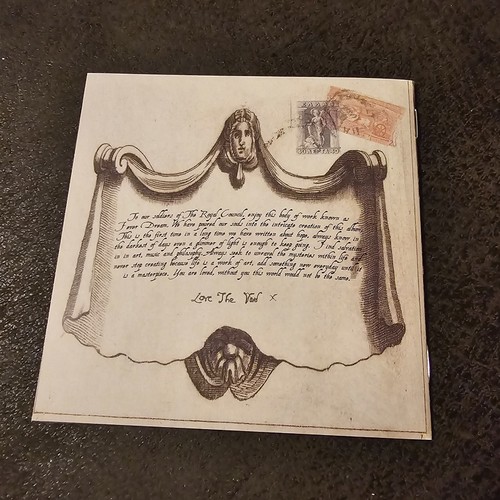 To our soldiers of The Royal Council, enjoy this body of work known as
Fever Dream. We have poured our souls into the intricate creation of this album.
This is the first time in a long time we have written about hope, always know in
the darkest of days even a glimmer of light is enough to keep going. Find salvation
in art, music and philosophy. Always seek to unravel the mysteries within life and
never stop creating because life is a work of art, add something new everyday until it
is a masterpiece. You are loved, without you this world would not be the same.
Love The Veil X